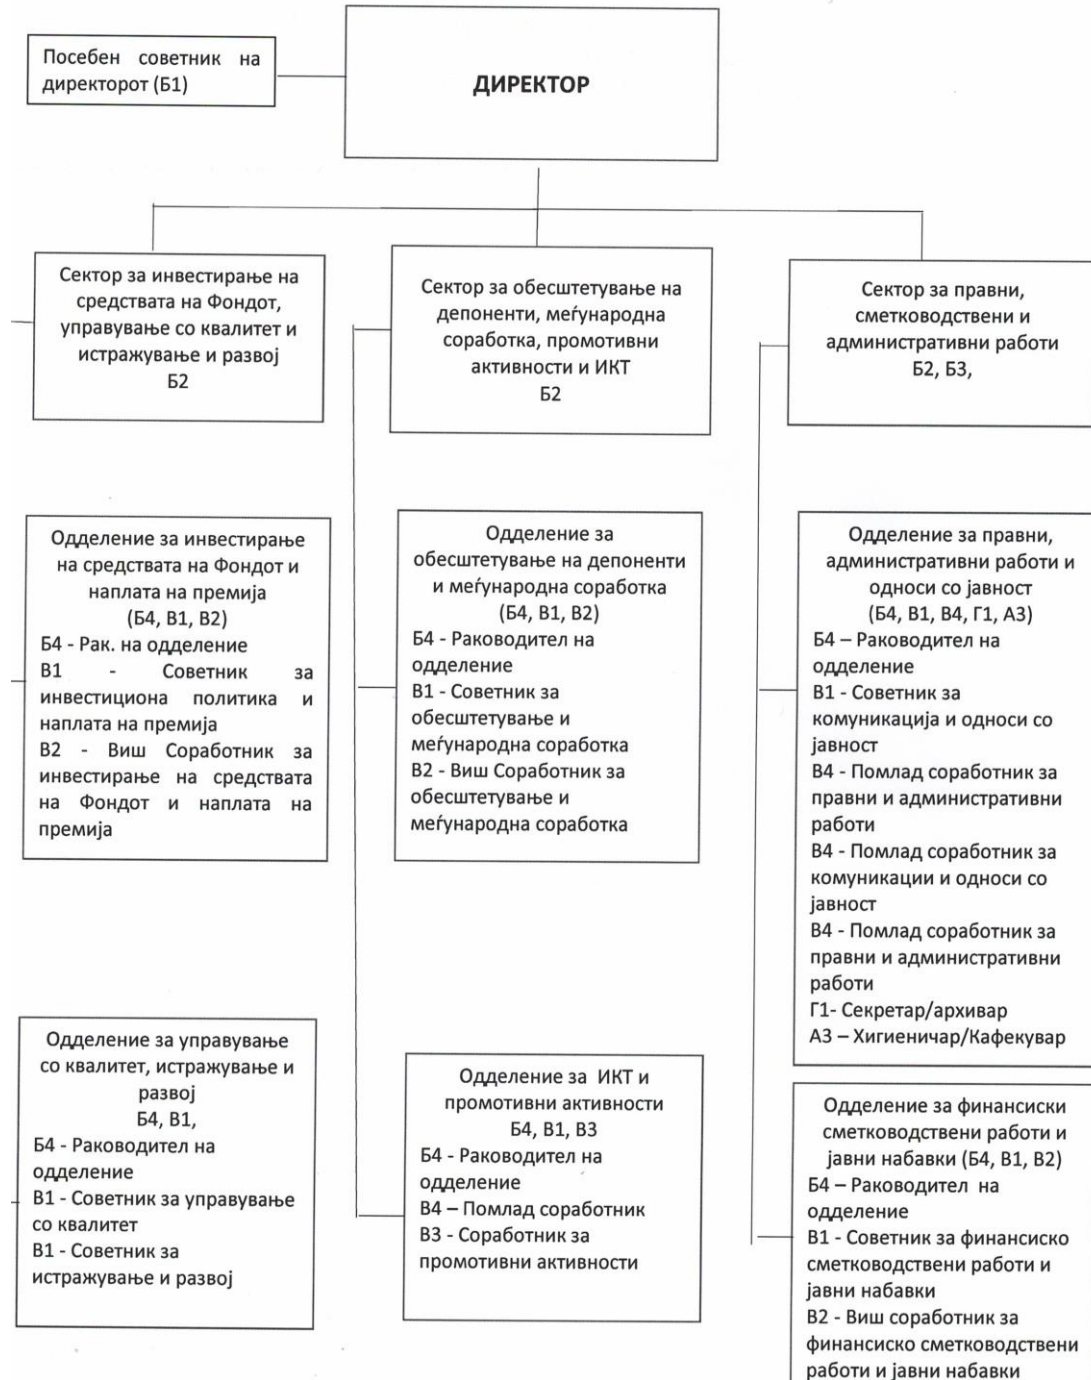 Посебен советник на
директорот (Б1)
ДИРЕКТОР
Сектор за инвестирање на
средствата на Фондот,
управување со квалитет и
истражување и развој
Б2
Сектор за обесштетување на
депоненти, меѓународна
соработка, промотивни
активности и ИКТ
Б2
Сектор за правни,
сметководствени и
административни работи
Б2, Б3,
Одделение за инвестирање
на средствата на Фондот и
наплата на премија
(Б4, В1, В2)
Б4 - Рак. на одделение
В1 - Советник за
инвестициона политика и
наплата на премија
В2 - Виш Соработник за
инвестирање на средствата
на Фондот и наплата на
премија
Одделение за
обесштетување на депоненти
и меѓународна соработка
(Б4, В1, В2)
Б4 - Раководител на
одделение
В1 - Советник за
обесштетување и
меѓународна соработка
В2 - Виш Соработник за
обесштетување и
меѓународна соработка
Одделение за правни,
административни работи и
односи со јавност
(Б4, В1, В4, Г1, А3)
Б4 – Раководител на
одделение
В1 - Советник за
комуникација и односи со
јавност
В4 - Помлад соработник за
правни и административни
работи
В4 - Помлад соработник за
комуникации и односи со
јавност
В4 - Помлад соработник за
правни и административни
работи
Г1- Секретар/архивар
А3 – Хигиеничар/Кафекувар
Одделение за управување
со квалитет, истражување и
развој
Б4, В1,
Б4 - Раководител на
одделение
В1 - Советник за управување
со квалитет
В1 - Советник за
истражување и развој
Одделение за ИКТ и
промотивни активности
Б4, В1, В3
Б4 - Раководител на
одделение
В4 – Помлад соработник
В3 - Соработник за
промотивни активности
Одделение за финансиски
сметководствени работи и
јавни набавки (Б4, В1, В2)
Б4 – Раководител на
одделение
В1 - Советник за финансиско
сметководствени работи и
јавни набавки
В2 - Виш соработник за
финансиско сметководствени
работи и јавни набавки